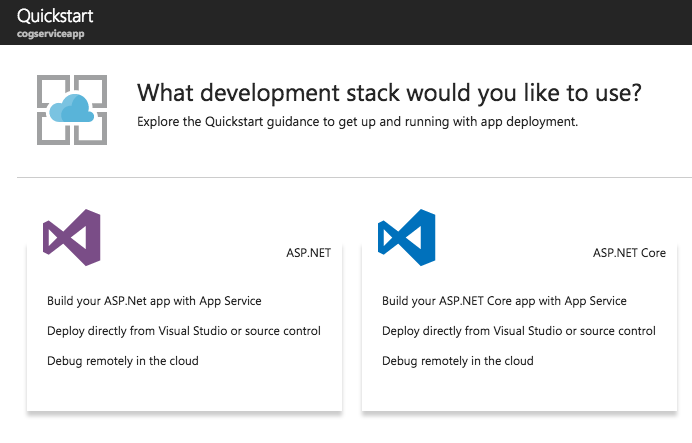 Quickstart
cogserviceapp
What development stack would you like to use?
Explore the Quickstart guidance to get up and running with app deployment.
ASP.NET
Build your ASP.Net app with App Service
Deploy directly from Visual Studio or source control
Debug remotely in the cloud
ASP.NET Core
Build your ASP.NET Core app with App Service
Deploy directly from Visual Studio or source control
Debug remotely in the cloud